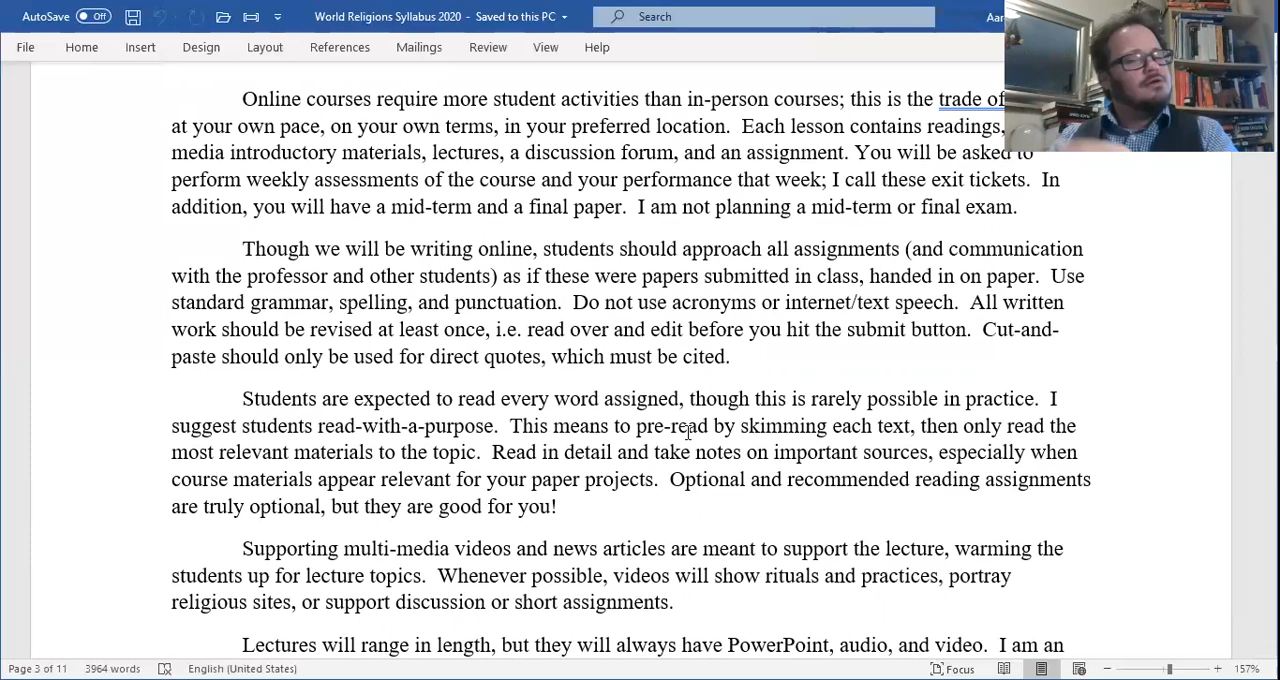 AutoSave Off World Religions Syllabus 2020 - Saved to this PC Search Aar
File Home Insert Design Layout References Mailings Review View Help
Online courses require more student activities than in-person courses; this is the trade of
at your own pace, on your own terms, in your preferred location. Each lesson contains readings,
media introductory materials, lectures, a discussion forum, and an assignment. You will be asked to
perform weekly assessments of the course and your performance that week; I call these exit tickets. In
addition, you will have a mid-term and a final paper. I am not planning a mid-term or final exam.
Though we will be writing online, students should approach all assignments (and communication
with the professor and other students) as if these were papers submitted in class, handed in on paper. Use
standard grammar, spelling, and punctuation. Do not use acronyms or internet/text speech. All written
work should be revised at least once, i.e. read over and edit before you hit the submit button. Cut-and-
paste should only be used for direct quotes, which must be cited.
Students are expected to read every word assigned, though this is rarely possible in practice. I
suggest students read-with-a-purpose. This means to pre-read by skimming each text, then only read the
most relevant materials to the topic. Read in detail and take notes on important sources, especially when
course materials appear relevant for your paper projects. Optional and recommended reading assignments
are truly optional, but they are good for you!
Supporting multi-media videos and news articles are meant to support the lecture, warming the
students up for lecture topics. Whenever possible, videos will show rituals and practices, portray
religious sites, or support discussion or short assignments.
Lectures will range in length, but they will always have PowerPoint, audio, and video. I am an
Page 3 of 11 3964 words English (United States) Focus 157%